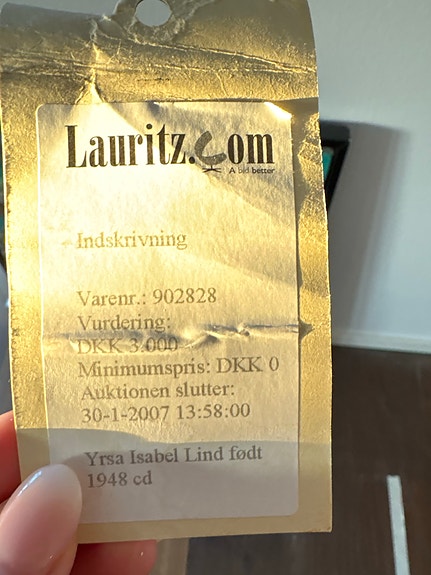 Lauritz.Com
A bid better
Indskrivning
Varenr.: 902828
Vurdering:
DKK 3.000
Minimumspris: DKK 0
Auktionen slutter:
30-1-2007 13:58:00
Yrsa Isabel Lind født
1948 cd